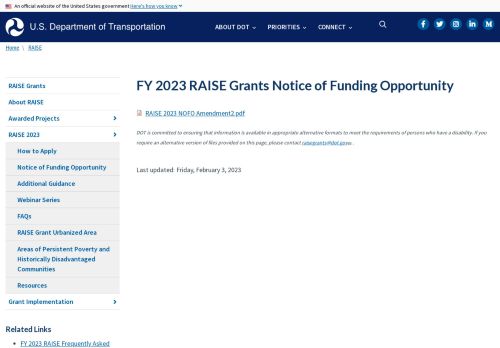 An official website of the United States government Here's how you know
U.S. Department of Transportation
ABOUT DOT
PRIORITIES
CONNECT
Home \ RAISE
RAISE Grants
About RAISE
Awarded Projects
RAISE 2023
How to Apply
Notice of Funding Opportunity
Additional Guidance
Webinar Series
FAQs
RAISE Grant Urbanized Area
Areas of Persistent Poverty and
Historically Disadvantaged
Communities
Resources
Grant Implementation
Related Links
FY 2023 RAISE Frequently Asked
FY 2023 RAISE Grants Notice of Funding Opportunity
RAISE 2023 NOFO Amendment2.pdf
DOT is committed to ensuring that information is available in appropriate alternative formats to meet the requirements of persons who have a disability. If you
require an alternative version of files provided on this page, please contact
Last updated: Friday, February 3, 2023